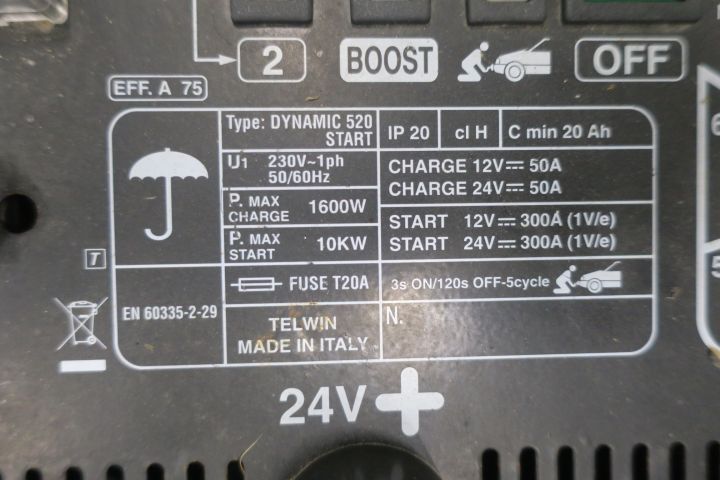 2
BOOST
OFF
EFF. A 75
Type: DYNAMIC 520
START
IP 20
cl H
C min 20 Ah
U1 230V~1ph
50/60Hz
CHARGE 12V⎓ 50A
CHARGE 24V⎓ 50A
P. MAX
CHARGE 1600W
START 12V⎓ 300A (1V/e)
START 24V⎓ 300A (1V/e)
P. MAX
START 10KW
T
FUSE T20A
3s ON/120s OFF-5cycle
EN 60335-2-29
TELWIN
MADE IN ITALY
N.
24V+